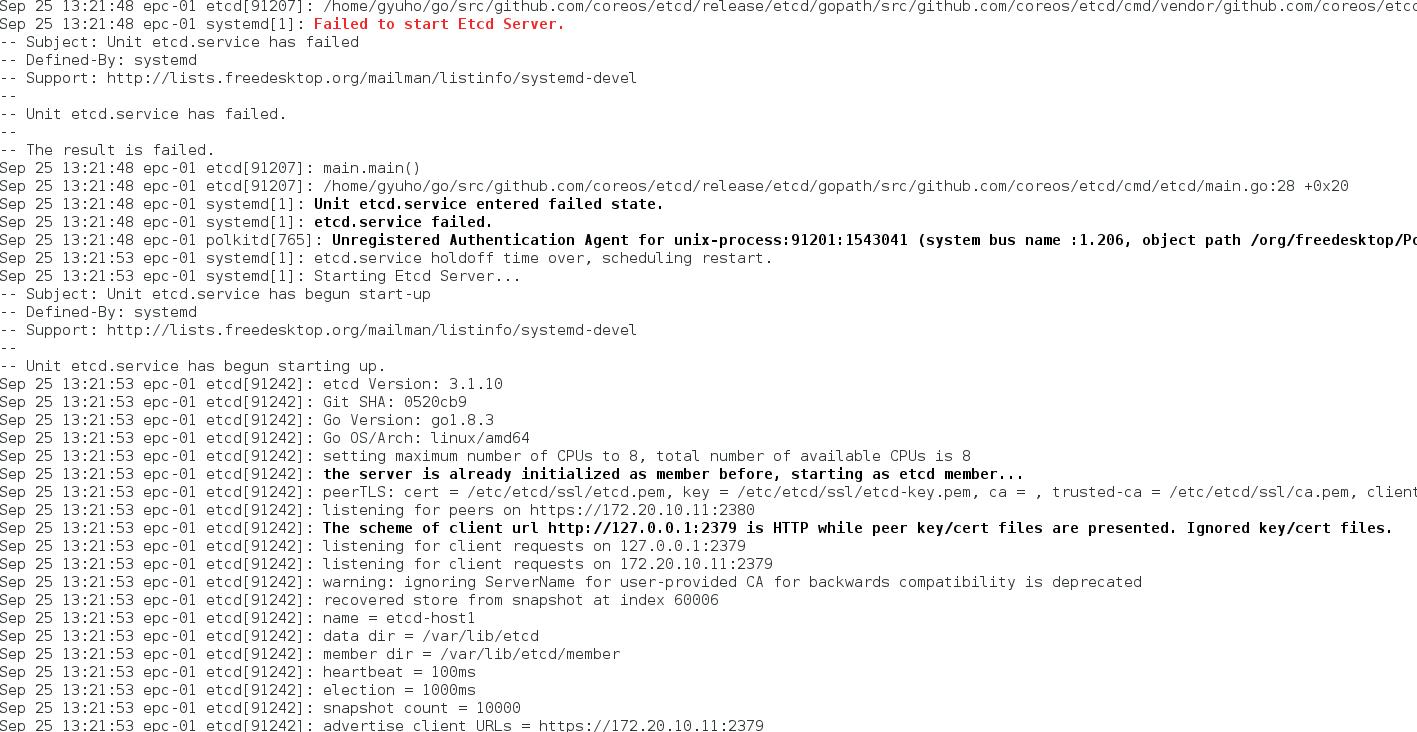 Sep 25 13:21:48 epc-01 etcd[91207]: /home/gyuho/go/src/github.com/coreos/etcd/release/etcd/gopath/src/github.com/coreos/etcd/cmd/vendor/github.com/coreos/etcd
Sep 25 13:21:48 epc-01 systemd[1]: Failed to start Etcd Server.
-- Subject: Unit etcd.service has failed
-- Defined-By: systemd
-- Support: http://lists.freedesktop.org/mailman/listinfo/systemd-devel
--
-- Unit etcd.service has failed.
--
-- The result is failed.
Sep 25 13:21:48 epc-01 etcd[91207]: main.main()
Sep 25 13:21:48 epc-01 etcd[91207]: /home/gyuho/go/src/github.com/coreos/etcd/release/etcd/gopath/src/github.com/coreos/etcd/cmd/etcd/main.go:28 +0x20
Sep 25 13:21:48 epc-01 systemd[1]: Unit etcd.service entered failed state.
Sep 25 13:21:48 epc-01 systemd[1]: etcd.service failed.
Sep 25 13:21:48 epc-01 polkitd[765]: Unregistered Authentication Agent for unix-process:91201:1543041 (system bus name :1.206, object path /org/freedesktop/Po
Sep 25 13:21:53 epc-01 systemd[1]: etcd.service holdoff time over, scheduling restart.
Sep 25 13:21:53 epc-01 systemd[1]: Starting Etcd Server...
-- Subject: Unit etcd.service has begun start-up
-- Defined-By: systemd
-- Support: http://lists.freedesktop.org/mailman/listinfo/systemd-devel
--
-- Unit etcd.service has begun starting up.
Sep 25 13:21:53 epc-01 etcd[91242]: etcd Version: 3.1.10
Sep 25 13:21:53 epc-01 etcd[91242]: Git SHA: 0520cb9
Sep 25 13:21:53 epc-01 etcd[91242]: Go Version: go1.8.3
Sep 25 13:21:53 epc-01 etcd[91242]: Go OS/Arch: linux/amd64
Sep 25 13:21:53 epc-01 etcd[91242]: setting maximum number of CPUs to 8, total number of available CPUs is 8
Sep 25 13:21:53 epc-01 etcd[91242]: the server is already initialized as member before, starting as etcd member...
Sep 25 13:21:53 epc-01 etcd[91242]: peerTLS: cert = /etc/etcd/ssl/etcd.pem, key = /etc/etcd/ssl/etcd-key.pem, ca = , trusted-ca = /etc/etcd/ssl/ca.pem, client
Sep 25 13:21:53 epc-01 etcd[91242]: listening for peers on https://172.20.10.11:2380
Sep 25 13:21:53 epc-01 etcd[91242]: The scheme of client url http://127.0.0.1:2379 is HTTP while peer key/cert files are presented. Ignored key/cert files.
Sep 25 13:21:53 epc-01 etcd[91242]: listening for client requests on 127.0.0.1:2379
Sep 25 13:21:53 epc-01 etcd[91242]: listening for client requests on 172.20.10.11:2379
Sep 25 13:21:53 epc-01 etcd[91242]: warning: ignoring ServerName for user-provided CA for backwards compatibility is deprecated
Sep 25 13:21:53 epc-01 etcd[91242]: recovered store from snapshot at index 60006
Sep 25 13:21:53 epc-01 etcd[91242]: name = etcd-host1
Sep 25 13:21:53 epc-01 etcd[91242]: data dir = /var/lib/etcd
Sep 25 13:21:53 epc-01 etcd[91242]: member dir = /var/lib/etcd/member
Sep 25 13:21:53 epc-01 etcd[91242]: heartbeat = 100ms
Sep 25 13:21:53 epc-01 etcd[91242]: election = 1000ms
Sep 25 13:21:53 epc-01 etcd[91242]: snapshot count = 10000
Sep 25 13:21:53 epc-01 etcd[91242]: advertise client URLs = https://172.20.10.11:2379